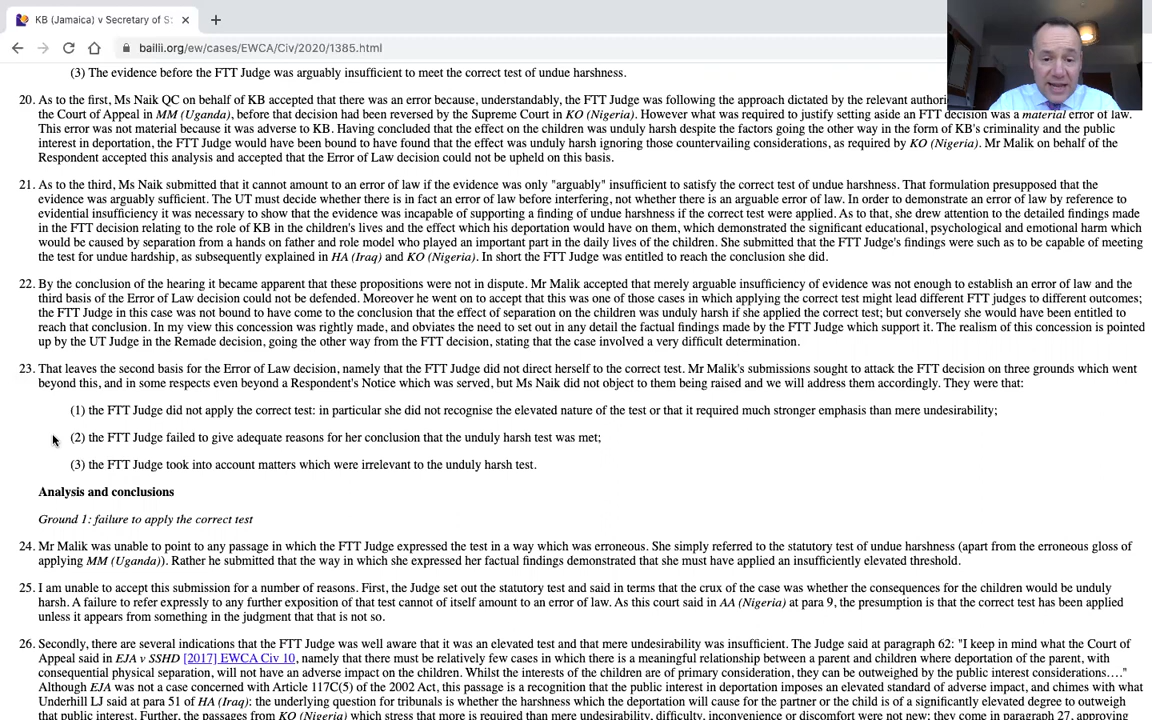 KB (Jamaica) v Secretary of S
bailii.org/ew/cases/EWCA/Civ/2020/1385.html
(3) The evidence before the FTT Judge was arguably insufficient to meet the correct test of undue harshness.
20. As to the first, Ms Naik QC on behalf of KB accepted that there was an error because, understandably, the FTT Judge was following the approach dictated by the relevant
the Court of Appeal in MM (Uganda), before that decision had been reversed by the Supreme Court in KO (Nigeria). However what was required to justify setting aside an FTT decision was a material error of law.
This error was not material because it was adverse to KB. Having concluded that the effect on the children was unduly harsh despite the factors going the other way in the form of KB's criminality and the public
interest in deportation, the FTT Judge would have been bound to have found that the effect was unduly harsh ignoring those countervailing considerations, as required by KO (Nigeria). Mr Malik on behalf of the
Respondent accepted this analysis and accepted that the Error of Law decision could not be upheld on this basis.
21. As to the third, Ms Naik submitted that it cannot amount to an error of law if the evidence was only "arguably" insufficient to satisfy the correct test of undue harshness. That formulation presupposed that the
evidence was arguably sufficient. The UT must decide whether there is in fact an error of law before interfering, not whether there is an arguable error of law. In order to demonstrate an error of law by reference to
evidential insufficiency it was necessary to show that the evidence was incapable of supporting a finding of undue harshness if the correct test were applied. As to that, she drew attention to the detailed findings made
in the FTT decision relating to the role of KB in the children's lives and the effect which his deportation would have on them, which demonstrated the significant educational, psychological and emotional harm which
would be caused by separation from a hands on father and role model who played an important part in the daily lives of the children. She submitted that the FTT Judge's findings were such as to be capable of meeting
the test for undue hardship, as subsequently explained in HA (Iraq) and KO (Nigeria). In short the FTT Judge was entitled to reach the conclusion she did.
22. By the conclusion of the hearing it became apparent that these propositions were not in dispute. Mr Malik accepted that merely arguable insufficiency of evidence was not enough to establish an error of law and the
third basis of the Error of Law decision could not be defended. Moreover he went on to accept that this was one of those cases in which applying the correct test might lead different FTT judges to different outcomes;
the FTT Judge in this case was not bound to have come to the conclusion that the effect of separation on the children was unduly harsh if she applied the correct test; but conversely she would have been entitled to
reach that conclusion. In my view this concession was rightly made, and obviates the need to set out in any detail the factual findings made by the FTT Judge which support it. The realism of this concession is pointed
up by the UT Judge in the Remade decision, going the other way from the FTT decision, stating that the case involved a very difficult determination.
23. That leaves the second basis for the Error of Law decision, namely that the FTT Judge did not direct herself to the correct test. Mr Malik's submissions sought to attack the FTT decision on three grounds which went
beyond this, and in some respects even beyond a Respondent's Notice which was served, but Ms Naik did not object to them being raised and we will address them accordingly. They were that:
(1) the FTT Judge did not apply the correct test: in particular she did not recognise the elevated nature of the test or that it required much stronger emphasis than mere undesirability;
(2) the FTT Judge failed to give adequate reasons for her conclusion that the unduly harsh test was met;
(3) the FTT Judge took into account matters which were irrelevant to the unduly harsh test.
Analysis and conclusions
Ground 1: failure to apply the correct test
24. Mr Malik was unable to point to any passage in which the FTT Judge expressed the test in a way which was erroneous. She simply referred to the statutory test of undue harshness (apart from the erroneous gloss of
applying MM (Uganda)). Rather he submitted that the way in which she expressed her factual findings demonstrated that she must have applied an insufficiently elevated threshold.
25. I am unable to accept this submission for a number of reasons. First, the Judge set out the statutory test and said in terms that the crux of the case was whether the consequences for the children would be unduly
harsh. A failure to refer expressly to any further exposition of that test cannot of itself amount to an error of law. As this court said in AA (Nigeria) at para 9, the presumption is that the correct test has been applied
unless it appears from something in the judgment that that is not so.
26. Secondly, there are several indications that the FTT Judge was well aware that it was an elevated test and that mere undesirability was insufficient. The Judge said at paragraph 62: "I keep in mind what the Court of
Appeal said in EJA v SSHD [2017] EWCA Civ 10, namely that there must be relatively few cases in which there is a meaningful relationship between a parent and children where deportation of the parent, with
consequential physical separation, will not have an adverse impact on the children. Whilst the interests of the children are of primary consideration, they can be outweighed by the public interest considerations…."
Although EJA was not a case concerned with Article 117C(5) of the 2002 Act, this passage is a recognition that the public interest in deportation imposes an elevated standard of adverse impact, and chimes with what
Underhill LJ said at para 51 of HA (Iraq): the underlying question for tribunals is whether the harshness which the deportation will cause for the partner or the child is of a significantly elevated degree to outweigh
that public interest. Further, the passages from KO (Nigeria) which stress that more is required than mere undesirability, difficulty, inconvenience or discomfort were not new; they come in paragraph 27, applying